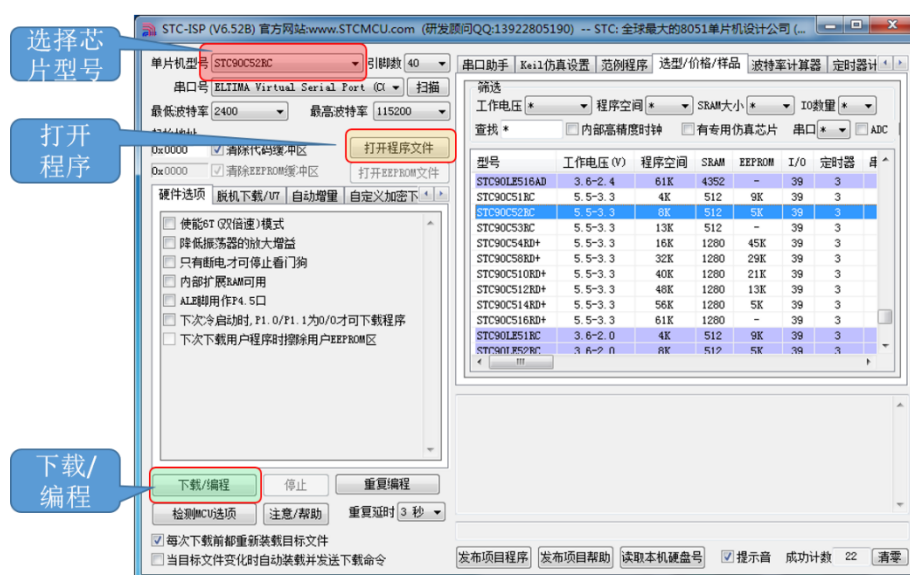 STC-ISP (V6.52B) 官方网站:www.STCMCU.com (研发顾问QQ:13922805190) -- STC: 全球最大的8051单片机设计公司 (...
选择芯
片型号
单片机型号 STC90C52RC 引脚数 40
串口号 ELTIMA Virtual Serial Port (C 扫描
最低波特率 2400 最高波特率 115200
打开
程序
起始地址
0x0000 清除代码缓冲区 打开程序文件
0x0000 清除EEPROM缓冲区 打开EEPROM文件
硬件选项 脱机下载/U7 自动增量 自定义加密下
使能6T(双倍速)模式
降低振荡器的放大增益
只有断电才可停止看门狗
内部扩展RAM可用
ALE脚用作P4.5口
下次冷启动时,P1.0/P1.1为0/0才可下载程序
下次下载用户程序时擦除用户EEPROM区
下载/
编程
下载/编程 停止 重复编程
检测MCU选项 注意/帮助 重复延时 3 秒
每次下载前都重新装载目标文件
当目标文件变化时自动装载并发送下载命令
串口助手 Keil仿真设置 范例程序 选型/价格/样品 波特率计算器 定时器计
筛选
工作电压 * 程序空间 * SRAM大小 * IO数量 *
查找 * 内部高精度时钟 有专用仿真芯片 串口 * ADC
型号 工作电压(V) 程序空间 SRAM EEPROM I/O 定时器
STC90LE516AD 3.6-2.4 61K 4352 - 39 3
STC90C51RC 5.5-3.3 4K 512 9K 39 3
STC90C52RC 5.5-3.3 8K 512 5K 39 3
STC90C53RC 5.5-3.3 13K 512 - 39 3
STC90C54RD+ 5.5-3.3 16K 1280 45K 39 3
STC90C58RD+ 5.5-3.3 32K 1280 29K 39 3
STC90C510RD+ 5.5-3.3 40K 1280 21K 39 3
STC90C512RD+ 5.5-3.3 48K 1280 13K 39 3
STC90C514RD+ 5.5-3.3 56K 1280 5K 39 3
STC90C516RD+ 5.5-3.3 61K 1280 - 39 3
STC90LE51RC 3.6-2.0 4K 512 9K 39 3
STC90LE52RC 3.6-2.0 8K 512 5K 39 3
发布项目程序 发布项目帮助 读取本机硬盘号 提示音 成功计数 22 清零